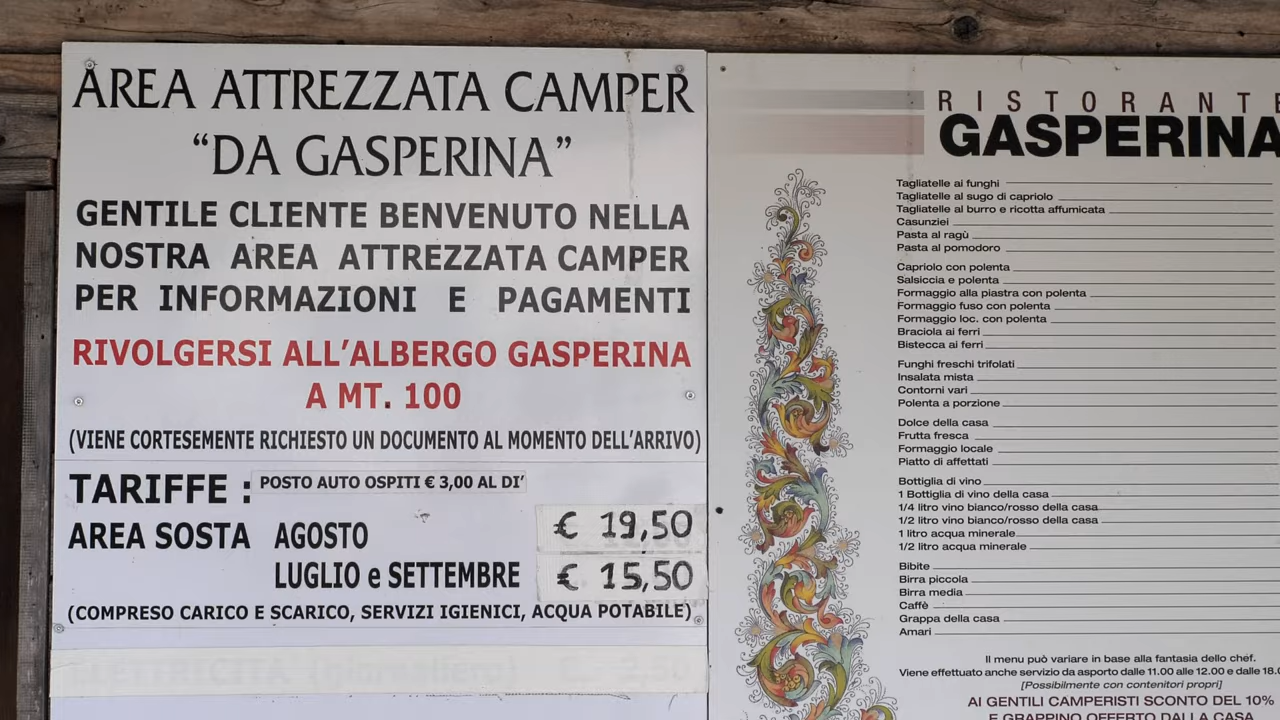 AREA ATTREZZATA CAMPER
“DA GASPERINA”
GENTILE CLIENTE BENVENUTO NELLA
NOSTRA AREA ATTREZZATA CAMPER
PER INFORMAZIONI E PAGAMENTI
RIVOLGERSI ALL’ALBERGO GASPERINA
A MT. 100
(VIENE CORTESEMENTE RICHIESTO UN DOCUMENTO AL MOMENTO DELL’ARRIVO)
TARIFFE : POSTO AUTO OSPITI € 3,00 AL DI’
AREA SOSTA AGOSTO € 19,50
LUGLIO e SETTEMBRE € 15,50
(COMPRESO CARICO E SCARICO, SERVIZI IGIENICI, ACQUA POTABILE)
RISTORANTE
GASPERINA
Tagliatelle ai funghi
Tagliatelle al sugo di capriolo
Tagliatelle al burro e ricotta affumicata
Casunziei
Pasta al ragù
Pasta al pomodoro
Capriolo con polenta
Salsiccia e polenta
Formaggio alla piastra con polenta
Formaggio fuso con polenta
Formaggio loc. con polenta
Braciola ai ferri
Bistecca ai ferri
Funghi freschi trifolati
Insalata mista
Contorni vari
Polenta a porzione
Dolce della casa
Frutta fresca
Formaggio locale
Piatto di affettati
Bottiglia di vino
1 Bottiglia di vino della casa
1/4 litro vino bianco/rosso della casa
1/2 litro vino bianco/rosso della casa
1 litro acqua minerale
1/2 litro acqua minerale
Bibite
Birra piccola
Birra media
Caffè
Grappa della casa
Amari
Il menu può variare in base alla fantasia dello chef.
Viene effettuato anche servizio da asporto dalle 11.00 alle 12.00 e dalle 18.0
[Possibilmente con contenitori propri]
AI GENTILI CAMPERISTI SCONTO DEL 10%
E GRAPPINO OFFERTO DALLA CASA